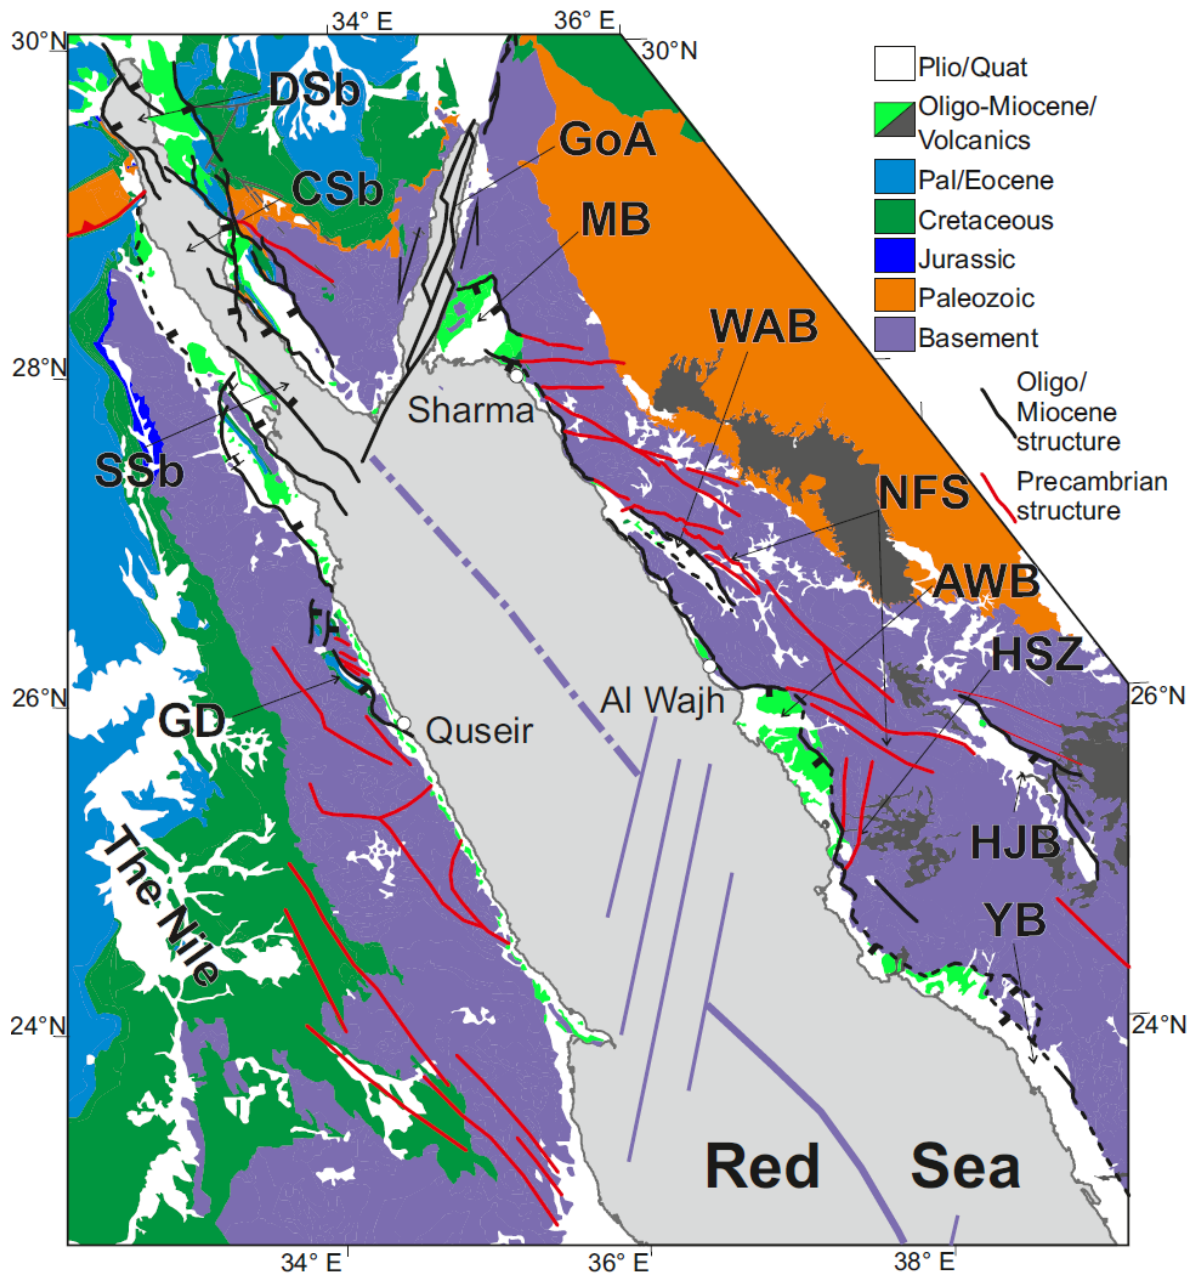 34° E
36° E
30°N
30°N
Plio/Quat
Oligo-Miocene/
Volcanics
Pal/Eocene
Cretaceous
Jurassic
Paleozoic
Basement
Oligo/
Miocene
structure
Precambrian
structure
DSb
GoA
CSb
MB
WAB
28°N
Sharma
SSb
NFS
AWB
HSZ
26°N
26°N
Al Wajh
GD
Quseir
HJB
The Nile
YB
24°N
24°N
Red Sea
34° E
36° E
38° E